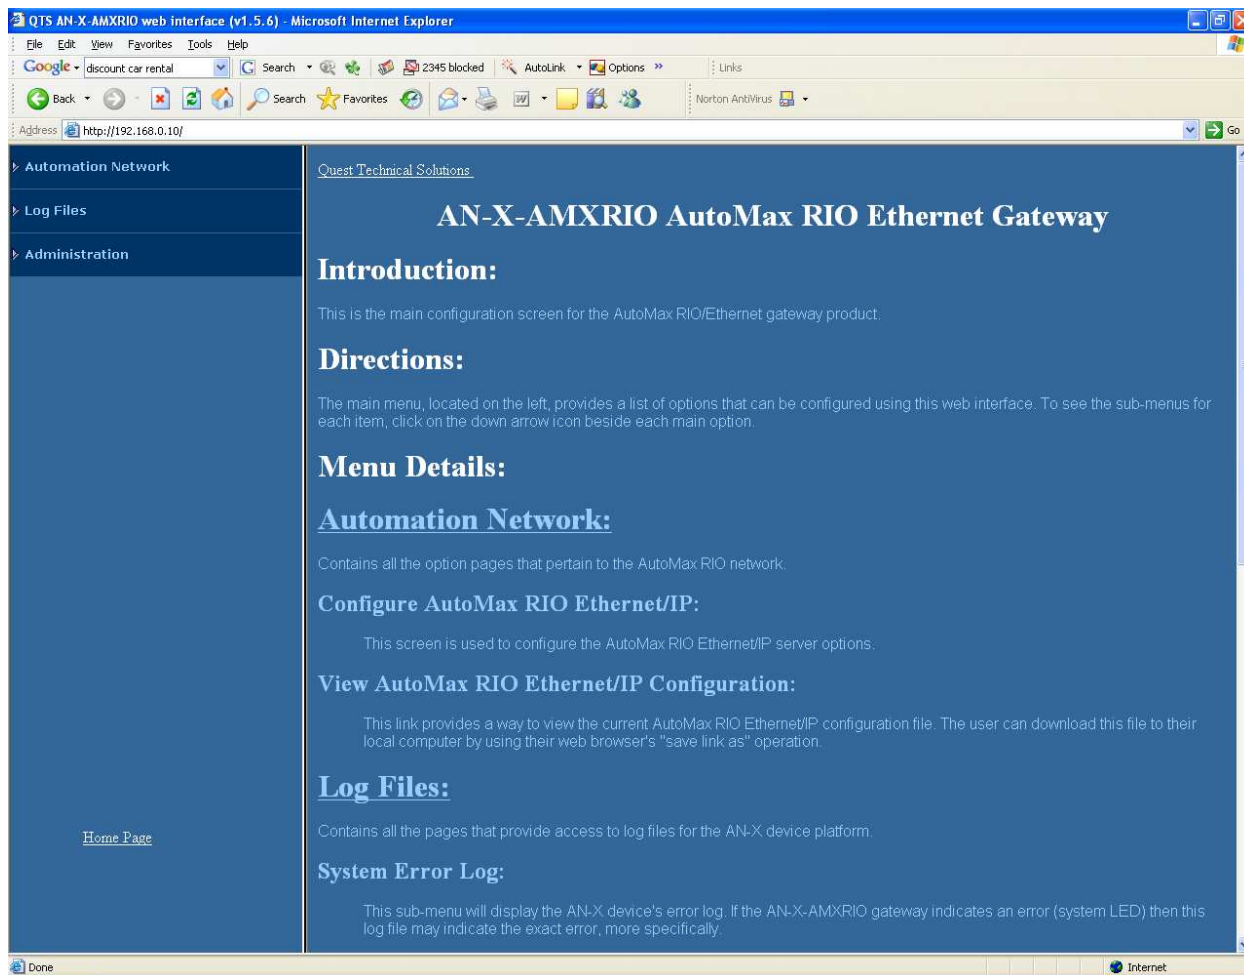 QTS AN-X-AMXRIO web interface (v1.5.6) - Microsoft Internet Explorer
File Edit View Favorites Tools Help
Google discount car rental Search 2345 blocked AutoLink Options » Links
Back Search Favorites Norton AntiVirus
Address http://192.168.0.10/ Go
Automation Network
Log Files
Administration
Home Page
Quest Technical Solutions
AN-X-AMXRIO AutoMax RIO Ethernet Gateway
Introduction:
This is the main configuration screen for the AutoMax RIO/Ethernet gateway product.
Directions:
The main menu, located on the left, provides a list of options that can be configured using this web interface. To see the sub-menus for
each item, click on the down arrow icon beside each main option.
Menu Details:
Automation Network:
Contains all the option pages that pertain to the AutoMax RIO network.
Configure AutoMax RIO Ethernet/IP:
This screen is used to configure the AutoMax RIO Ethernet/IP server options.
View AutoMax RIO Ethernet/IP Configuration:
This link provides a way to view the current AutoMax RIO Ethernet/IP configuration file. The user can download this file to their
local computer by using their web browser's "save link as" operation.
Log Files:
Contains all the pages that provide access to log files for the AN-X device platform.
System Error Log:
This sub-menu will display the AN-X device's error log. If the AN-X-AMXRIO gateway indicates an error (system LED) then this
log file may indicate the exact error, more specifically.
Done Internet